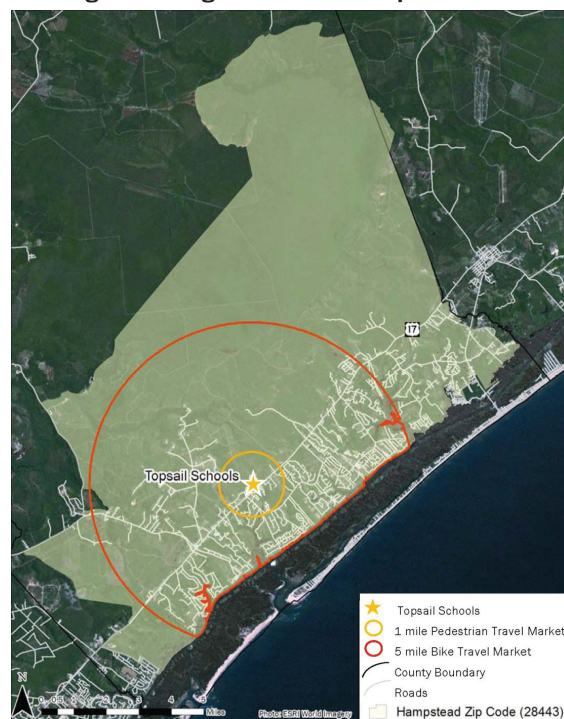 17
Topsail Schools
Topsail Schools
1 mile Pedestrian Travel Market
5 mile Bike Travel Market
County Boundary
Roads
Hampstead Zip Code (28443)
N
Miles
Photo: ESRI World Imagery